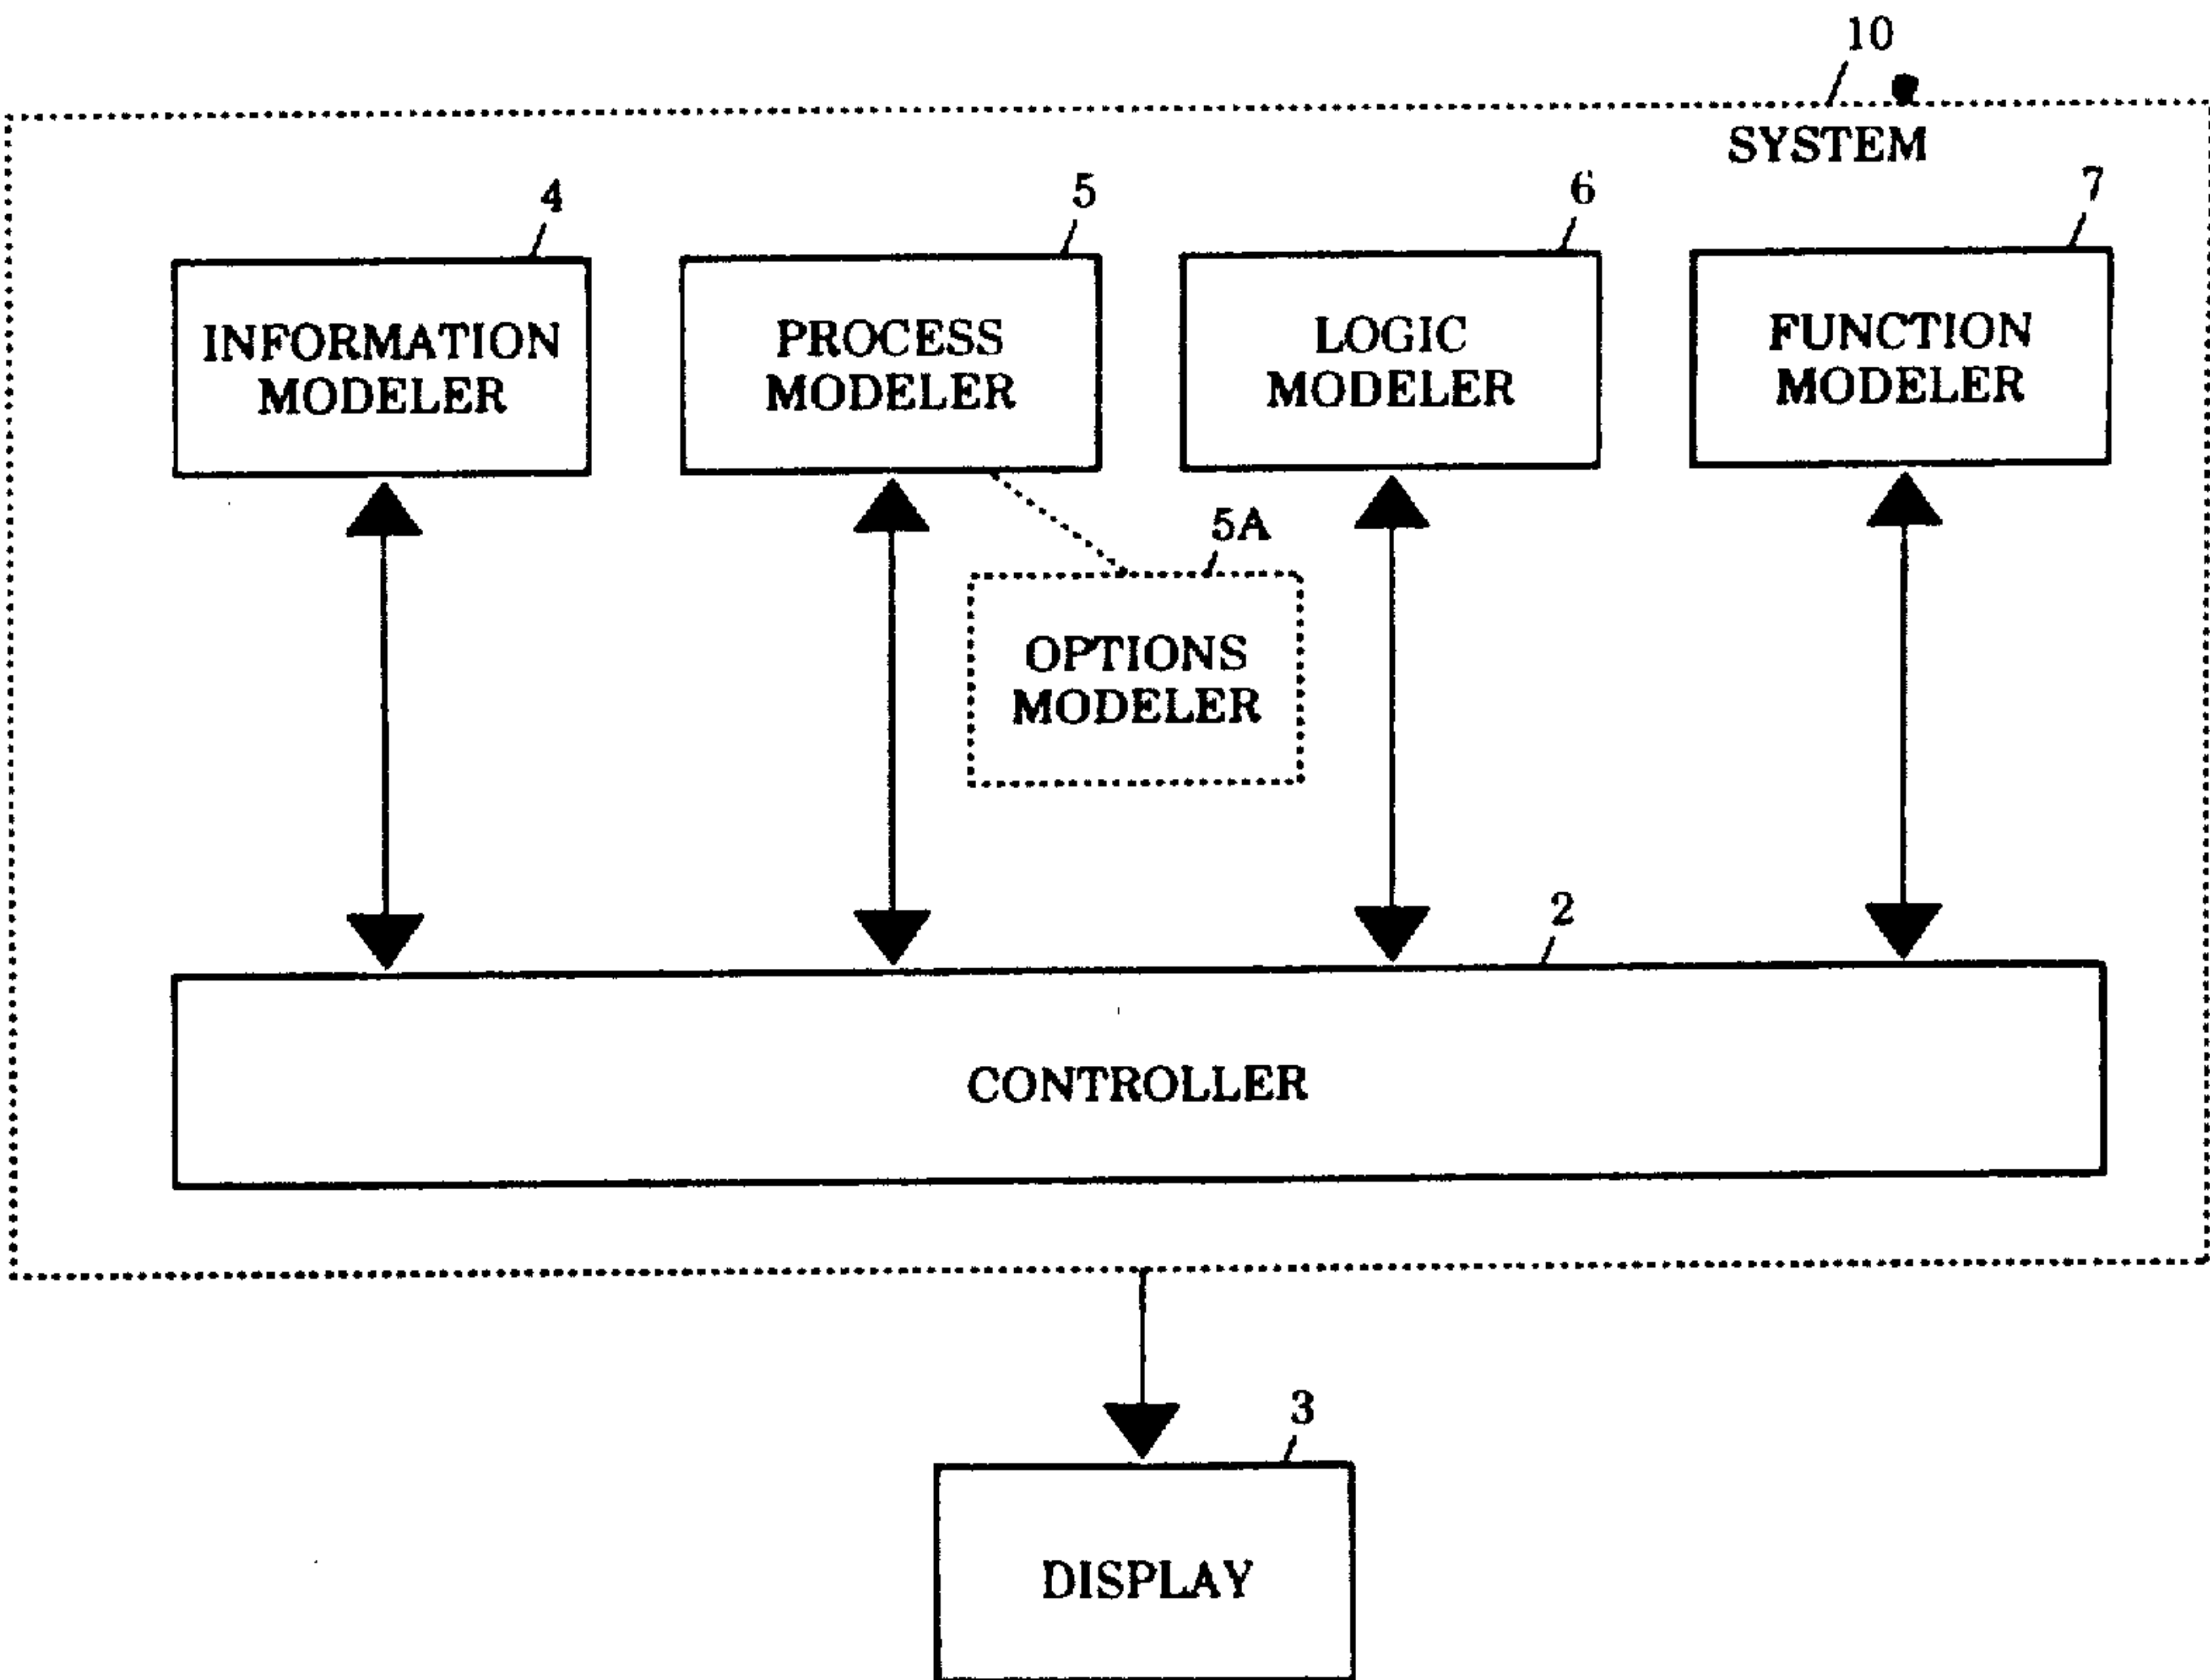 10
SYSTEM
4
5
6
7
INFORMATION
MODELER
PROCESS
MODELER
LOGIC
MODELER
FUNCTION
MODELER
5A
OPTIONS
MODELER
2
CONTROLLER
3
DISPLAY